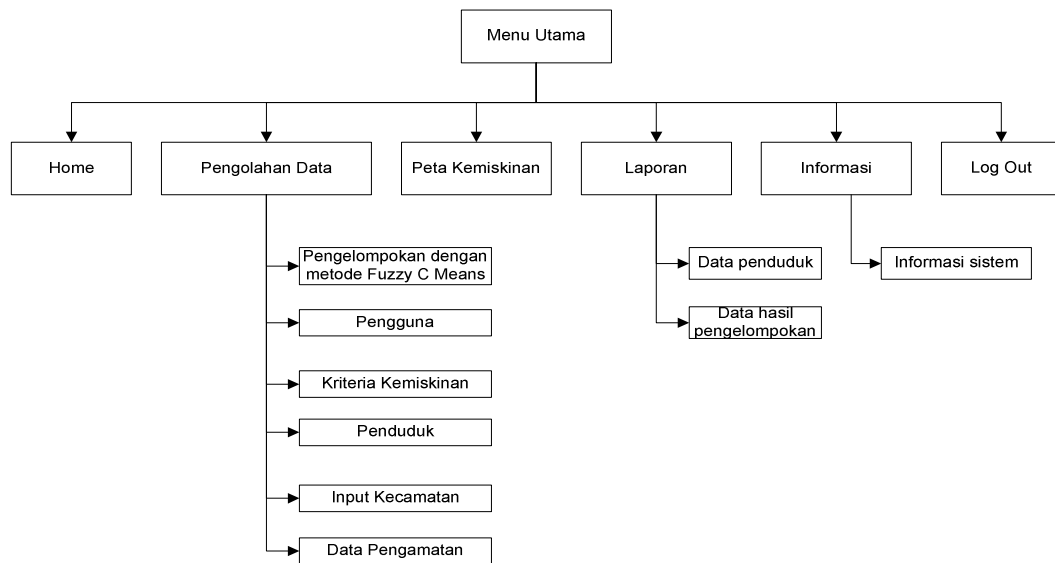 Menu Utama
Home
Pengolahan Data
Peta Kemiskinan
Laporan
Informasi
Log Out
Pengelompokan dengan
metode Fuzzy C Means
Pengguna
Kriteria Kemiskinan
Penduduk
Input Kecamatan
Data Pengamatan
Data penduduk
Data hasil
pengelompokan
Informasi sistem